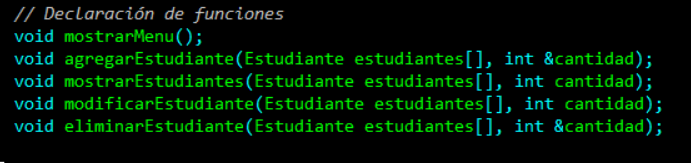 // Declaración de funciones
void mostrarMenu();
void agregarEstudiante(Estudiante estudiantes[], int &cantidad);
void mostrarEstudiantes(Estudiante estudiantes[], int cantidad);
void modificarEstudiante(Estudiante estudiantes[], int cantidad);
void eliminarEstudiante(Estudiante estudiantes[], int &cantidad);